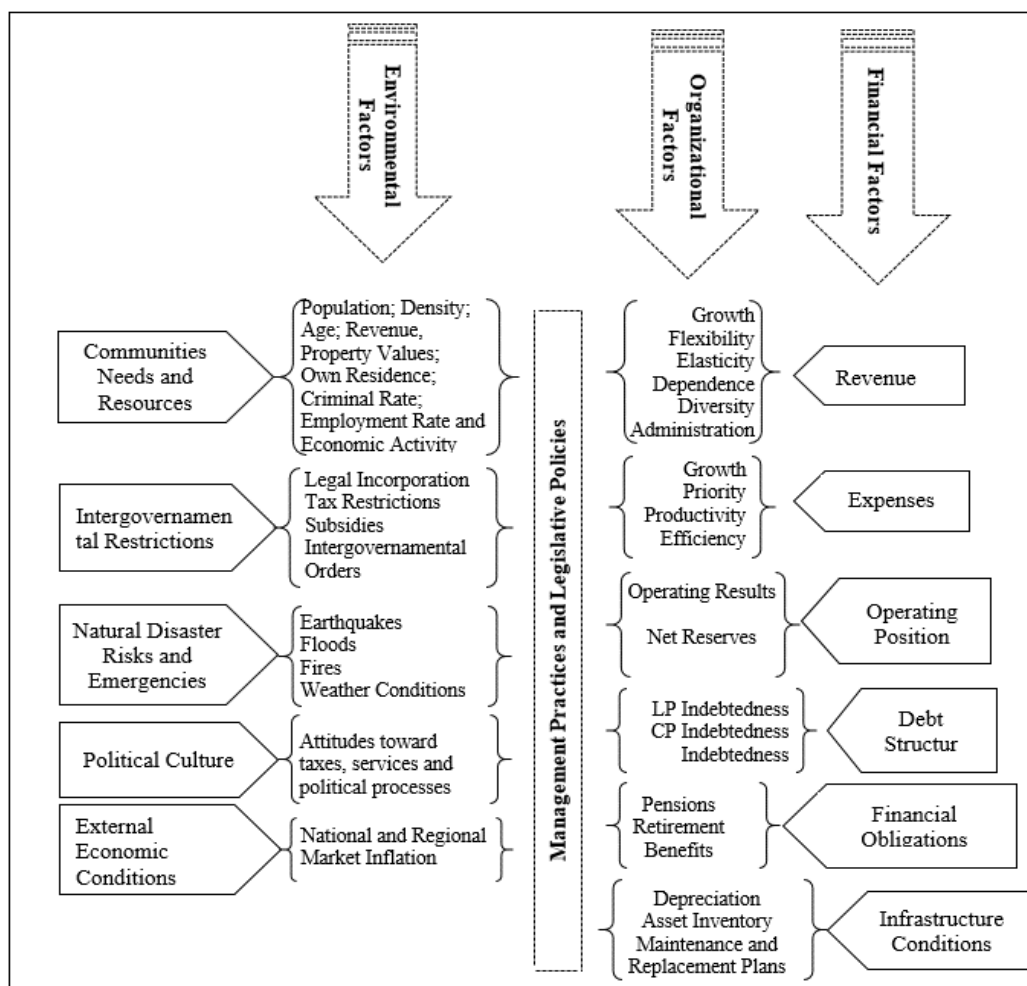 Environmental
Factors
Organizational
Factors
Financial Factors
Communities
Needs and
Resources
Population; Density;
Age; Revenue,
Property Values;
Own Residence;
Criminal Rate;
Employment Rate and
Economic Activity
Intergovernamen
tal Restrictions
Legal Incorporation
Tax Restrictions
Subsidies
Intergovernamental
Orders
Natural Disaster
Risks and
Emergencies
Earthquakes
Floods
Fires
Weather Conditions
Political Culture
Attitudes toward
taxes, services and
political processes
External
Economic
Conditions
National and Regional
Market Inflation
Management Practices and Legislative Policies
Growth
Flexibility
Elasticity
Dependence
Diversity
Administration
Revenue
Growth
Priority
Productivity
Efficiency
Expenses
Operating Results
Net Reserves
Operating
Position
LP Indebtedness
CP Indebtedness
Indebtedness
Debt
Structur
Pensions
Retirement
Benefits
Financial
Obligations
Depreciation
Asset Inventory
Maintenance and
Replacement Plans
Infrastructure
Conditions